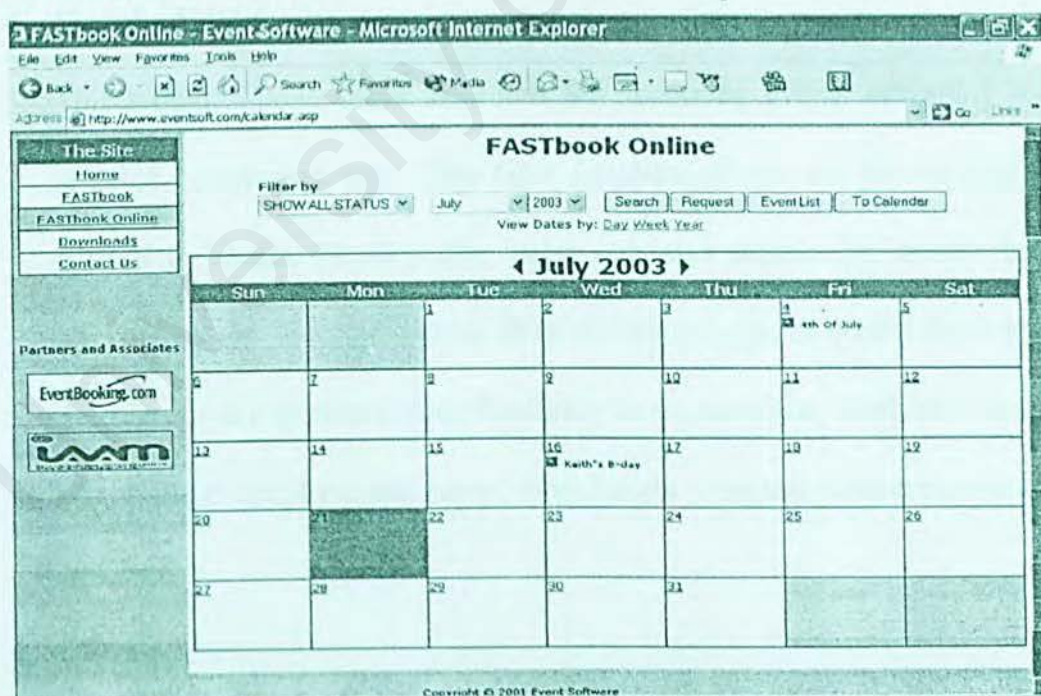 FASTbook Online - Event Software - Microsoft Internet Explorer
File Edit View Favorites Tools Help
Back Search Favorites Media
Address http://www.eventsoft.com/calendar.asp Go Links
The Site
Home
FASTbook
FASTbook Online
Downloads
Contact Us
Partners and Associates
EventBooking.com
IAAM
FASTbook Online
Filter by
SHOW ALL STATUS July 2003 Search Request Event List To Calender
View Dates by: Day Week Year
July 2003
Sun Mon Tue Wed Thu Fri Sat
1 2 3 4 5
4th Of July
6 7 8 9 10 11 12
13 14 15 16 17 18 19
Keith's B-day
20 21 22 23 24 25 26
27 28 29 30 31
Copyright © 2001 Event Software